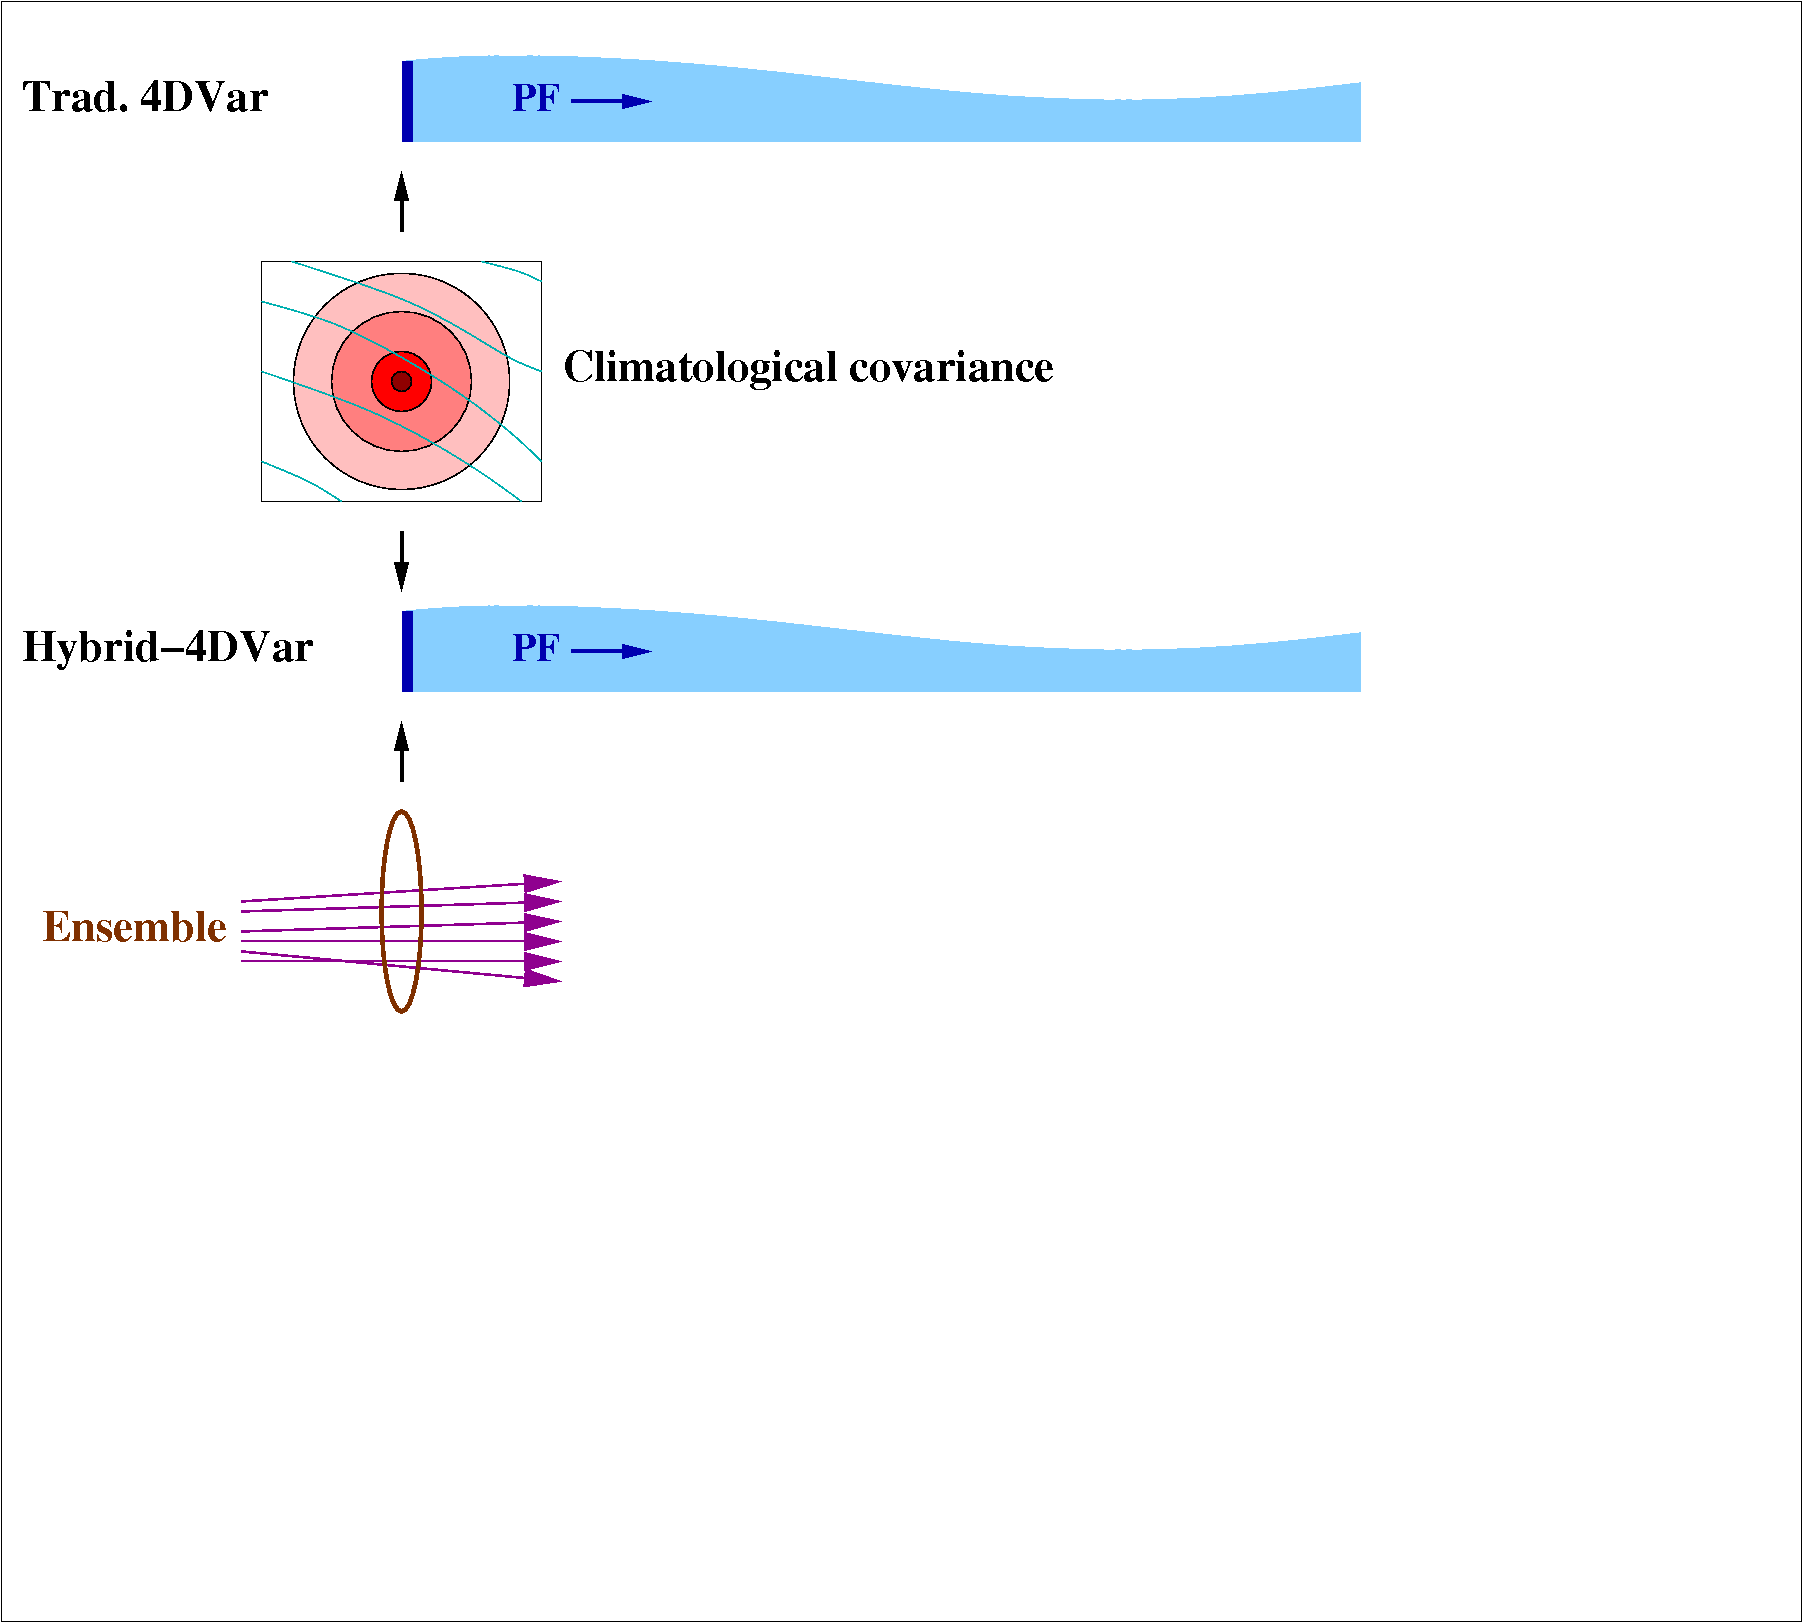 Trad. 4DVar
PF
Climatological covariance
Hybrid–4DVar
PF
Ensemble